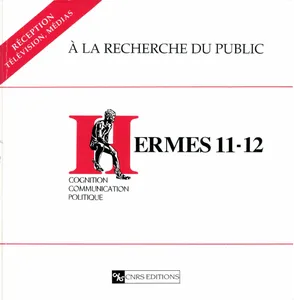 RÉCEPTION
TÉLÉVISION, MÉDIAS
À LA RECHERCHE DU PUBLIC
HERMES 11-12
COGNITION
COMMUNICATION
POLITIQUE
CNRS EDITIONS